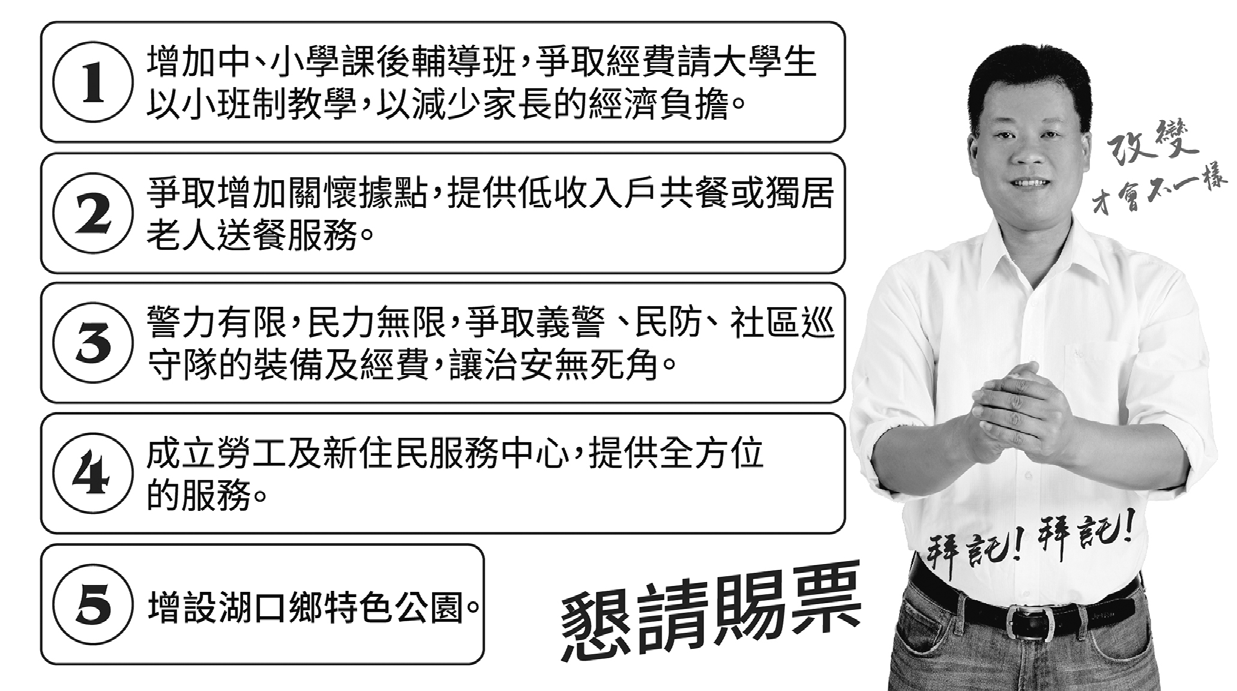 1
增加中、小學課後輔導班，爭取經費請大學生
以小班制教學，以減少家長的經濟負擔。
2
爭取增加關懷據點，提供低收入戶共餐或獨居
老人送餐服務。
3
警力有限，民力無限，爭取義警、民防、社區巡
守隊的裝備及經費，讓治安無死角。
4
成立勞工及新住民服務中心，提供全方位
的服務。
5
增設湖口鄉特色公園。
懇請賜票
改變
才會不一樣
拜託！拜託！